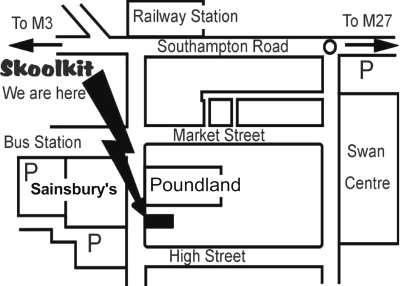 Railway Station
To M3
To M27
Southampton Road
Skoolkit
P
We are here
Market Street
Bus Station
Swan
Centre
P
Sainsbury's
Poundland
P
High Street